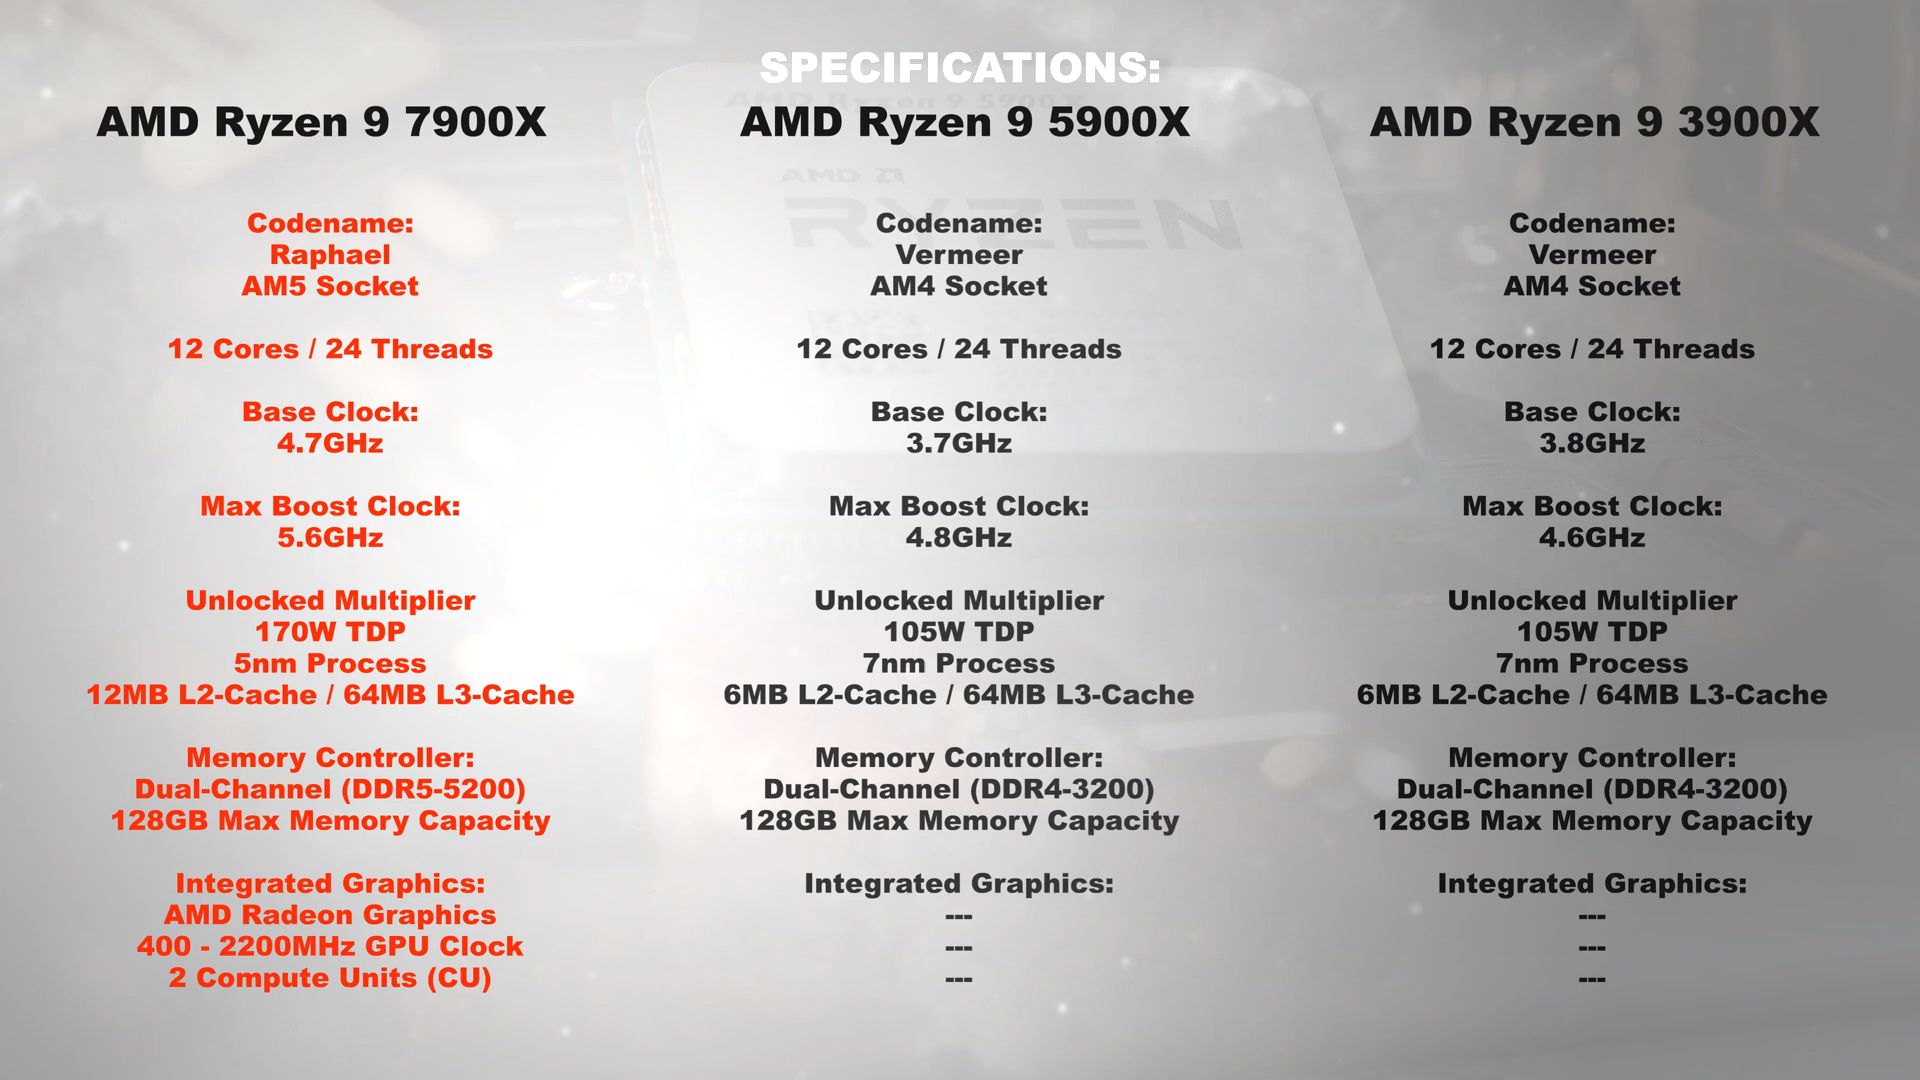 SPECIFICATIONS:
AMD Ryzen 9 7900X
Codename:
Raphael
AM5 Socket
12 Cores / 24 Threads
Base Clock:
4.7GHz
Max Boost Clock:
5.6GHz
Unlocked Multiplier
170W TDP
5nm Process
12MB L2-Cache / 64MB L3-Cache
Memory Controller:
Dual-Channel (DDR5-5200)
128GB Max Memory Capacity
Integrated Graphics:
AMD Radeon Graphics
400 - 2200MHz GPU Clock
2 Compute Units (CU)
AMD Ryzen 9 5900X
Codename:
Vermeer
AM4 Socket
12 Cores / 24 Threads
Base Clock:
3.7GHz
Max Boost Clock:
4.8GHz
Unlocked Multiplier
105W TDP
7nm Process
6MB L2-Cache / 64MB L3-Cache
Memory Controller:
Dual-Channel (DDR4-3200)
128GB Max Memory Capacity
Integrated Graphics:
---
---
---
AMD Ryzen 9 3900X
Codename:
Vermeer
AM4 Socket
12 Cores / 24 Threads
Base Clock:
3.8GHz
Max Boost Clock:
4.6GHz
Unlocked Multiplier
105W TDP
7nm Process
6MB L2-Cache / 64MB L3-Cache
Memory Controller:
Dual-Channel (DDR4-3200)
128GB Max Memory Capacity
Integrated Graphics:
---
---
---
AMD Ryzen 9 5900X
AMD
RYZEN